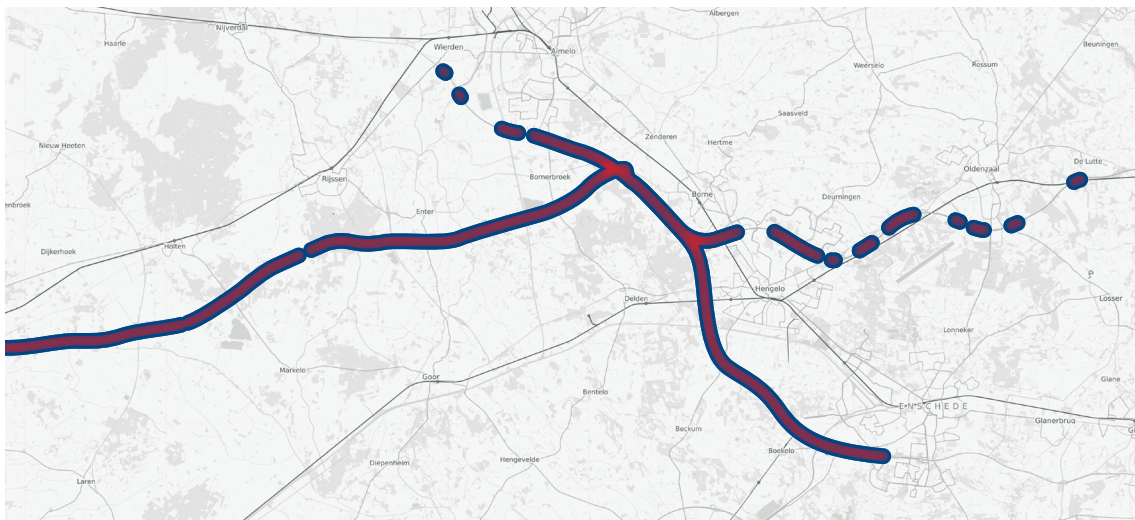 Albergen
Nijverdal
Haarle
Wierden
Almelo
Beuningen
Weerselo
Rossum
Saasveld
Zenderen
Hertme
Nieuw Heeten
De Lutte
Oldenzaal
Rijssen
Bornerbroek
Borne
Deurningen
enbroek
Enter
Dijkerhoek
Holten
Hengelo
Delden
Losser
Lonneker
Markelo
Goor
Glane
Bentelo
ENSCHEDE
Glanerbrug
Beckum
Boekelo
Diepenheim
Hengevelde
Laren